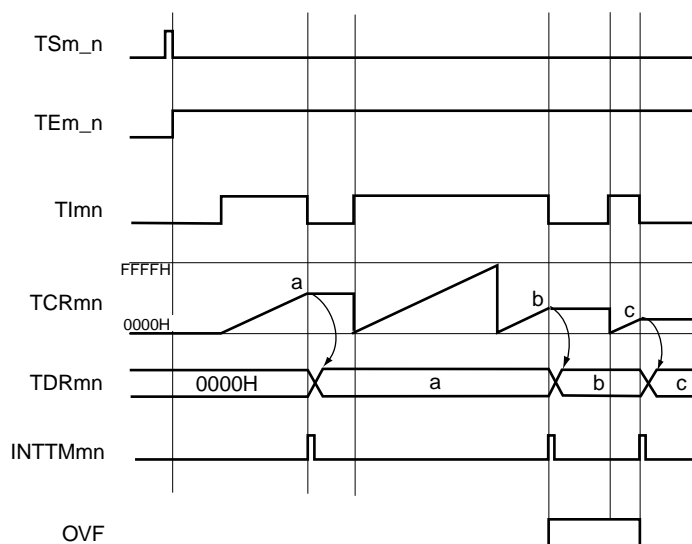 TSm_n
TEm_n
TImn
FFFFH
a
b
c
TCRmn
0000H
TDRmn
0000H
a
b
c
INTTMmn
OVF